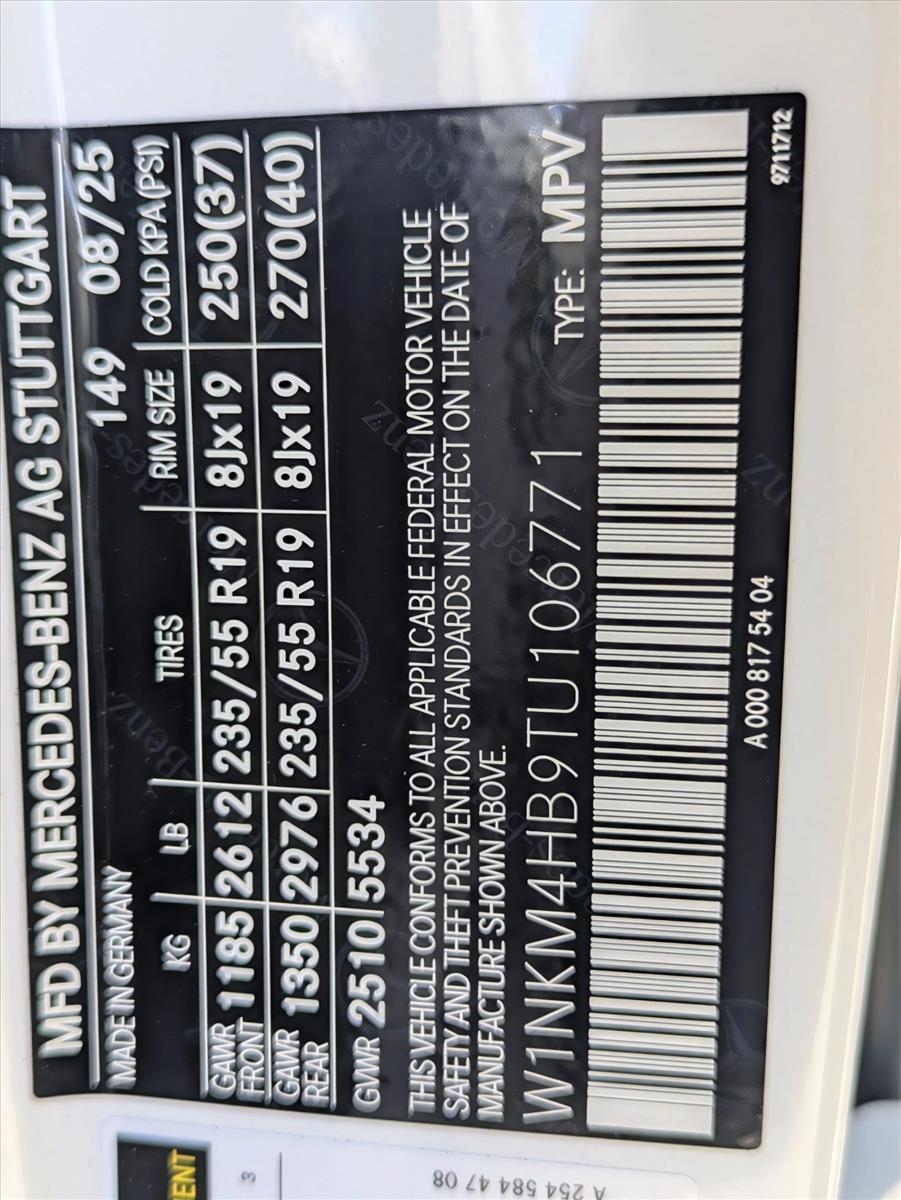 MFD BY MERCEDES-BENZ AG STUTTGART
MADE IN GERMANY 149 08/25
KG LB TIRES RIM SIZE COLD KPA(PSI)
GAWR FRONT 1185 2612 235/55 R19 8Jx19 250(37)
GAWR REAR 1350 2976 235/55 R19 8Jx19 270(40)
GVWR 2510 5534
THIS VEHICLE CONFORMS TO ALL APPLICABLE FEDERAL MOTOR VEHICLE
SAFETY AND THEFT PREVENTION STANDARDS IN EFFECT ON THE DATE OF
MANUFACTURE SHOWN ABOVE.
W1NKM4HB9TU106771 TYPE: MPV
A 000 817 54 04
9711712
ENT
3
A 254 584 47 08